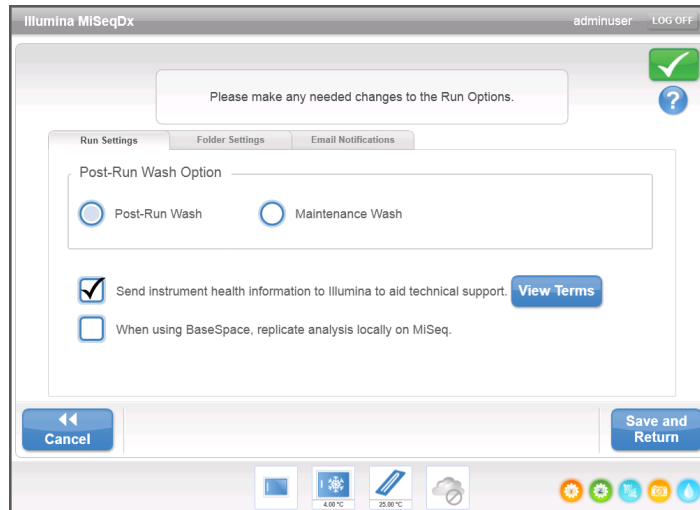 Illumina MiSeqDx
adminuser
LOG OFF
Please make any needed changes to the Run Options.
Run Settings
Folder Settings
Email Notifications
Post-Run Wash Option
Post-Run Wash
Maintenance Wash
Send instrument health information to Illumina to aid technical support.
View Terms
When using BaseSpace, replicate analysis locally on MiSeq.
Cancel
Save and
Return
4.00 °C
25.00 °C